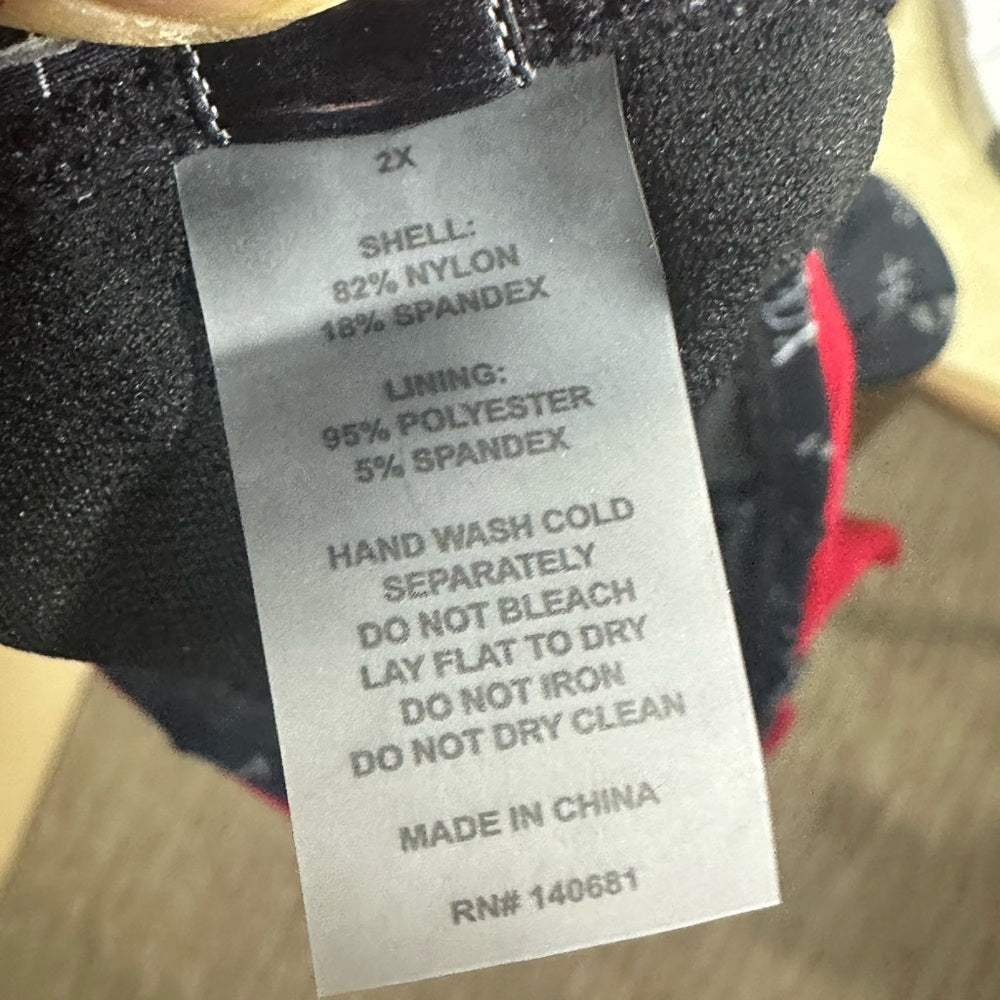 2X
SHELL:
82% NYLON
18% SPANDEX
LINING:
95% POLYESTER
5% SPANDEX
HAND WASH COLD
SEPARATELY
DO NOT BLEACH
LAY FLAT TO DRY
DO NOT IRON
DO NOT DRY CLEAN
MADE IN CHINA
RN# 140681